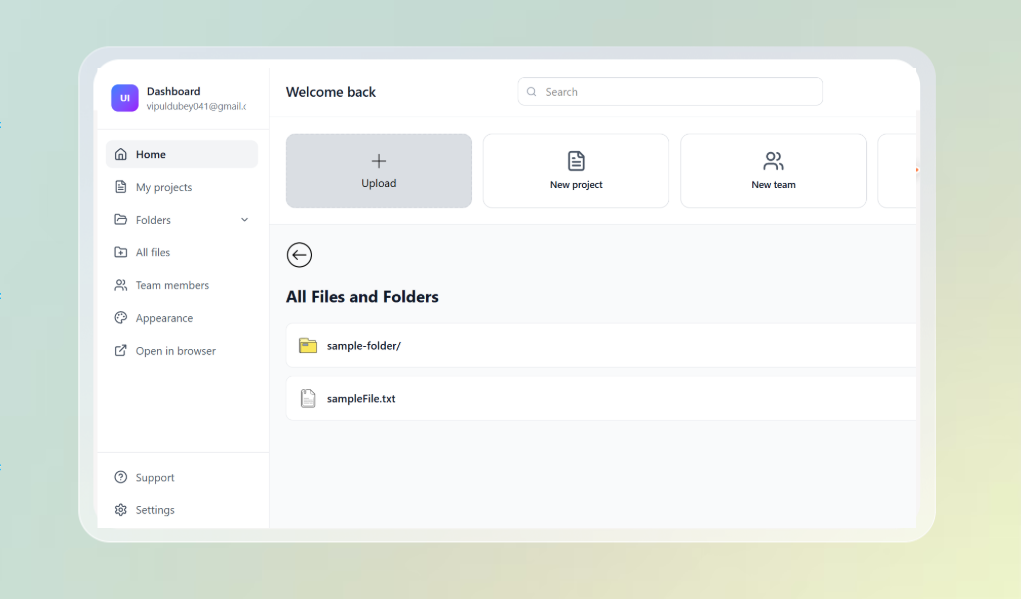 UI
Dashboard
vipuldubey041@gmail.c
Home
My projects
Folders
All files
Team members
Appearance
Open in browser
Support
Settings
Welcome back
Search
Upload
New project
New team
All Files and Folders
sample-folder/
sampleFile.txt